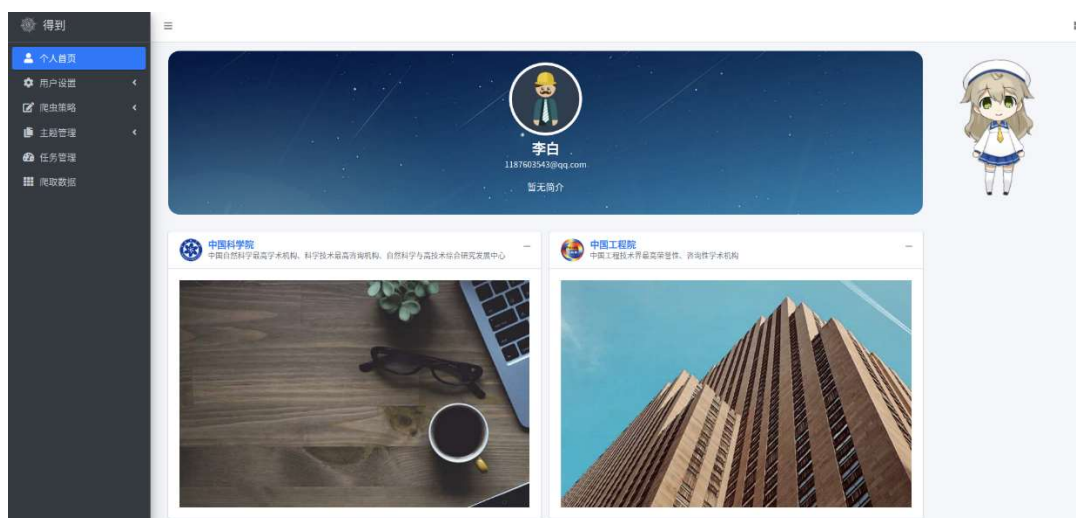 得到
个人首页
用户设置
爬虫策略
主题管理
任务管理
爬取数据
李白
1187603543@qq.com
暂无简介
中国科学院
中国自然科学最高学术机构、科学技术最高咨询机构、自然科学与高技术综合研究发展中心
中国工程院
中国工程技术界最高荣誉性、咨询性学术机构